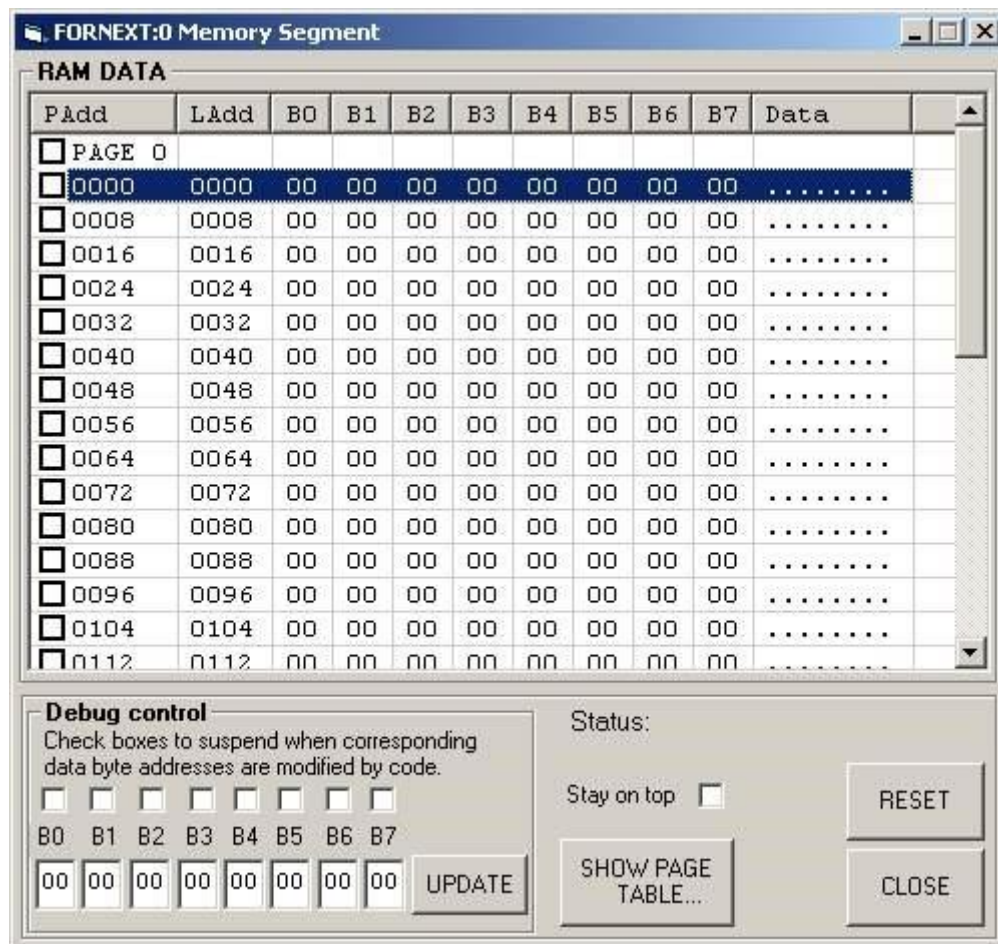 FORNEXT:0 Memory Segment
RAM DATA
PAdd LAdd B0 B1 B2 B3 B4 B5 B6 B7 Data
PAGE 0
0000 0000 00 00 00 00 00 00 00 00 ........
0008 0008 00 00 00 00 00 00 00 00 ........
0016 0016 00 00 00 00 00 00 00 00 ........
0024 0024 00 00 00 00 00 00 00 00 ........
0032 0032 00 00 00 00 00 00 00 00 ........
0040 0040 00 00 00 00 00 00 00 00 ........
0048 0048 00 00 00 00 00 00 00 00 ........
0056 0056 00 00 00 00 00 00 00 00 ........
0064 0064 00 00 00 00 00 00 00 00 ........
0072 0072 00 00 00 00 00 00 00 00 ........
0080 0080 00 00 00 00 00 00 00 00 ........
0088 0088 00 00 00 00 00 00 00 00 ........
0096 0096 00 00 00 00 00 00 00 00 ........
0104 0104 00 00 00 00 00 00 00 00 ........
0112 0112 00 00 00 00 00 00 00 00 ........
Debug control
Check boxes to suspend when corresponding
data byte addresses are modified by code.
B0 B1 B2 B3 B4 B5 B6 B7
00 00 00 00 00 00 00 00 UPDATE
Status:
Stay on top
SHOW PAGE
TABLE...
RESET
CLOSE